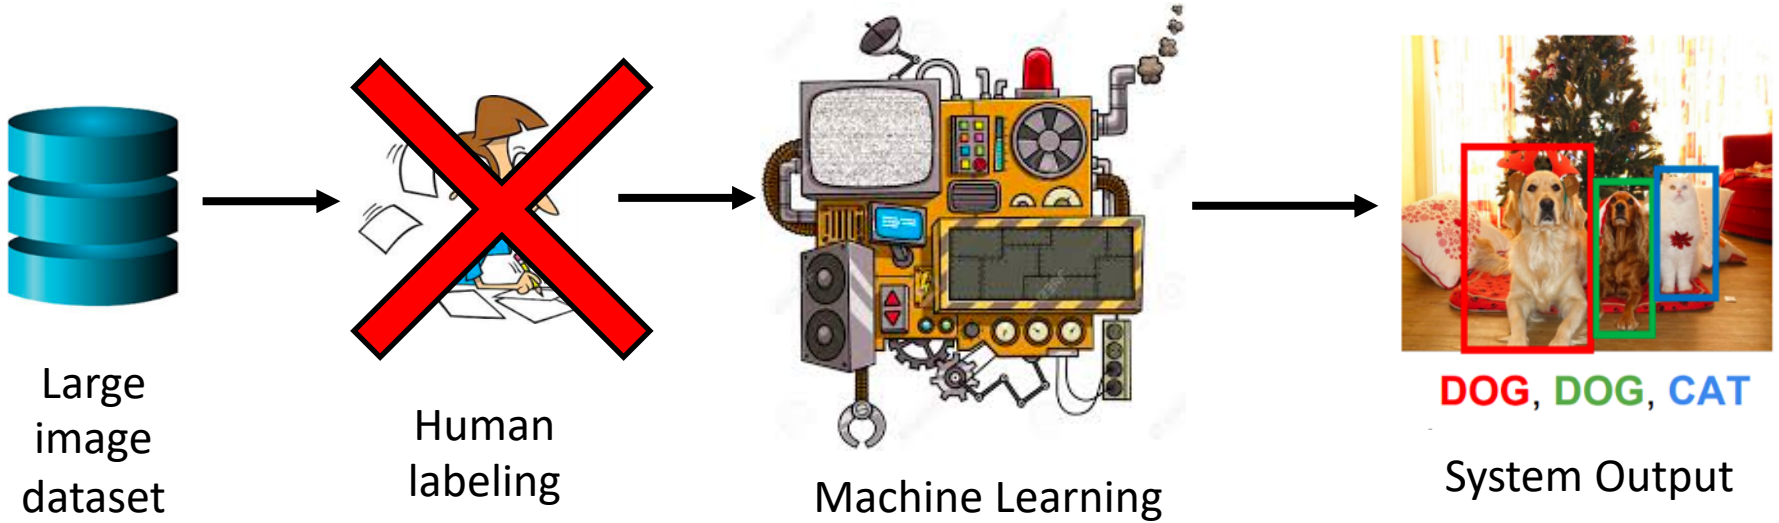 Large
image
dataset
Human
labeling
Machine Learning
DOG, DOG, CAT
System Output